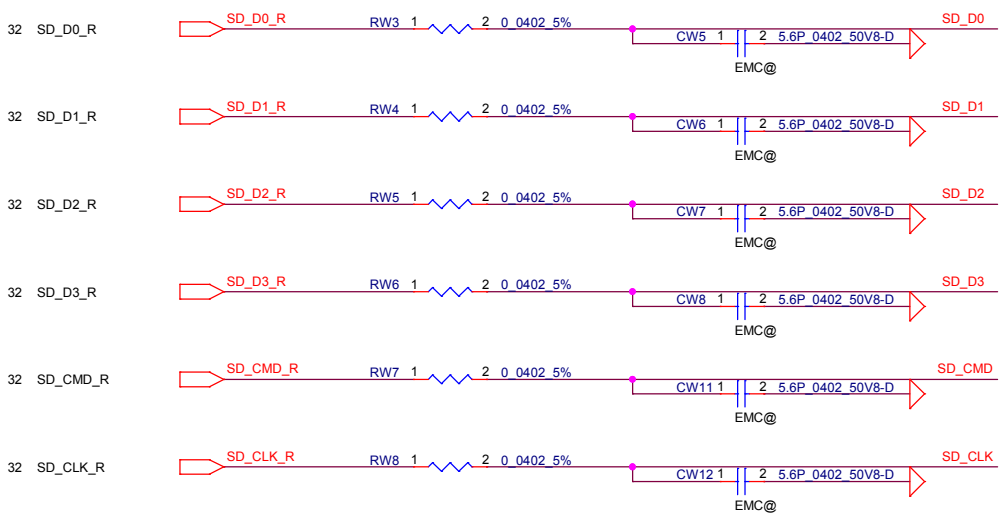 32 SD_D0_R SD_D0_R RW3 1 2 0_0402_5% SD_D0
CW5 1 2 5.6P_0402_50V8-D
EMC@
32 SD_D1_R SD_D1_R RW4 1 2 0_0402_5% SD_D1
CW6 1 2 5.6P_0402_50V8-D
EMC@
32 SD_D2_R SD_D2_R RW5 1 2 0_0402_5% SD_D2
CW7 1 2 5.6P_0402_50V8-D
EMC@
32 SD_D3_R SD_D3_R RW6 1 2 0_0402_5% SD_D3
CW8 1 2 5.6P_0402_50V8-D
EMC@
32 SD_CMD_R SD_CMD_R RW7 1 2 0_0402_5% SD_CMD
CW11 1 2 5.6P_0402_50V8-D
EMC@
32 SD_CLK_R SD_CLK_R RW8 1 2 0_0402_5% SD_CLK
CW12 1 2 5.6P_0402_50V8-D
EMC@